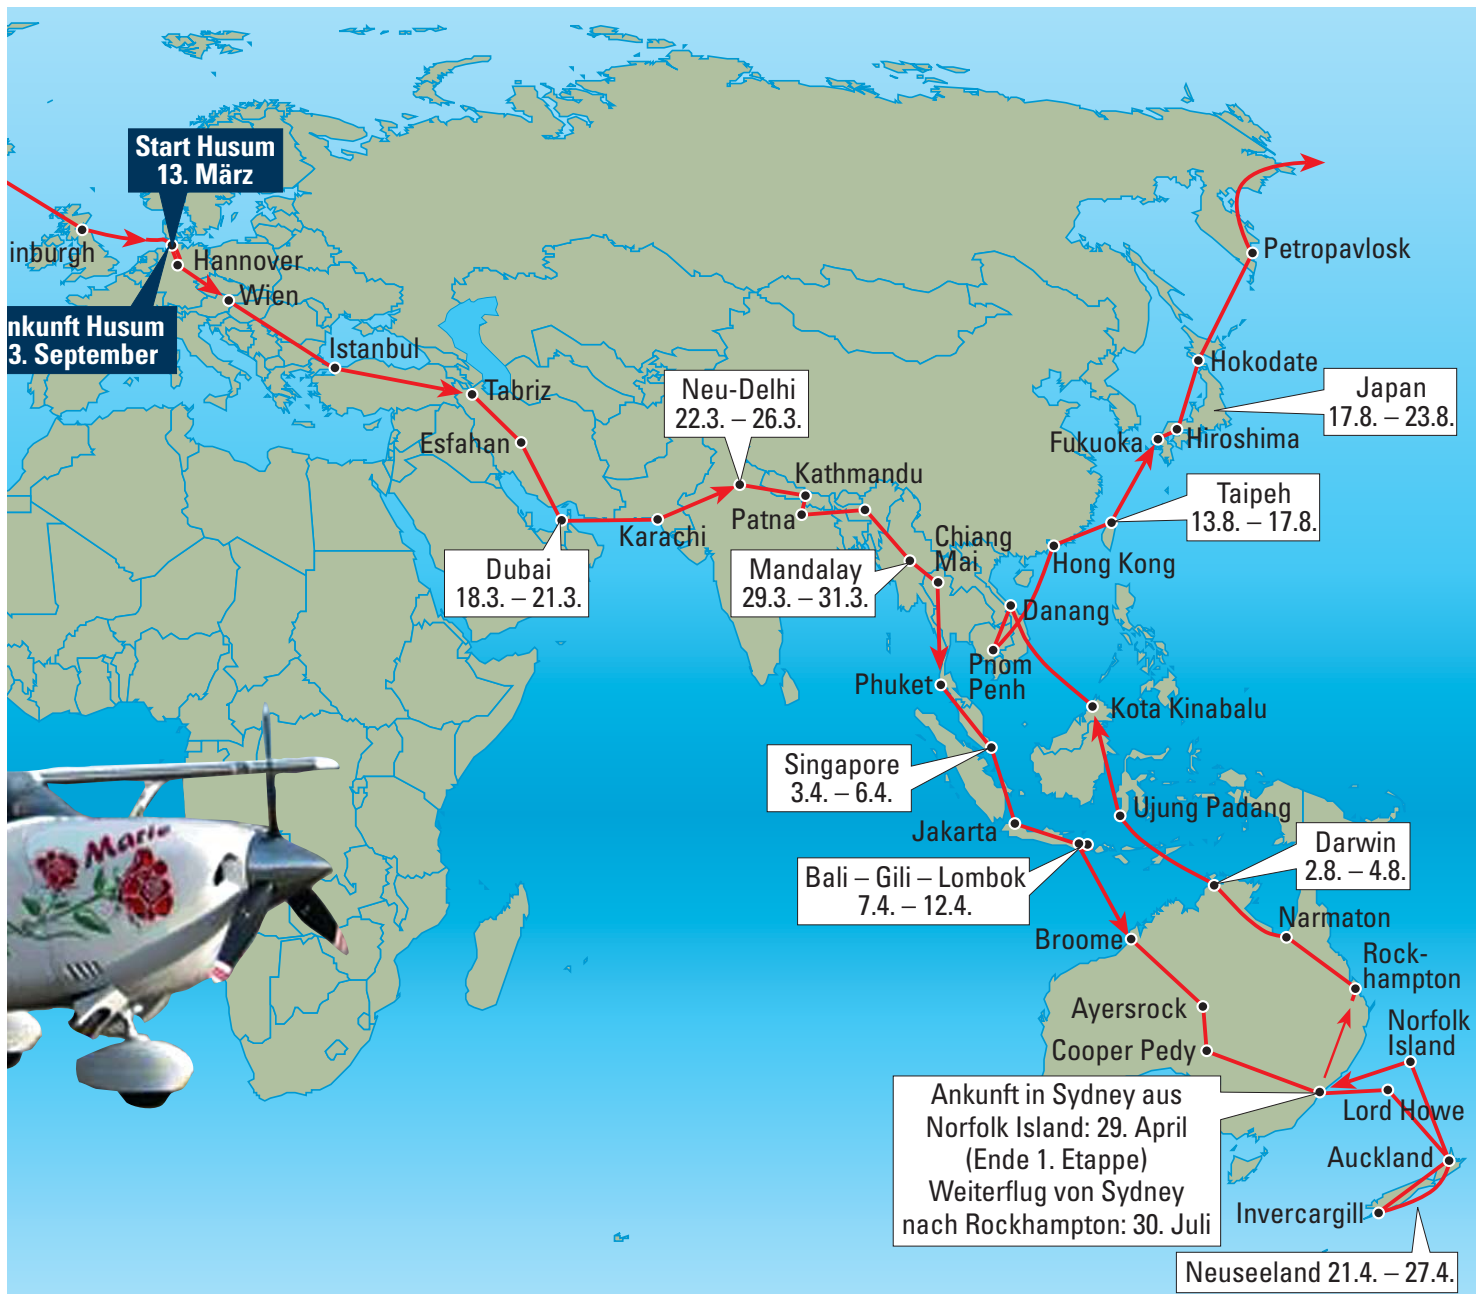 Start Husum
13. März
inburgh
Hannover
Wien
nkunft Husum
3. September
Istanbul
Tabriz
Esfahan
Dubai
18.3. – 21.3.
Karachi
Neu-Delhi
22.3. – 26.3.
Kathmandu
Patna
Mandalay
29.3. – 31.3.
Chiang
Mai
Phuket
Singapore
3.4. – 6.4.
Jakarta
Bali – Gili – Lombok
7.4. – 12.4.
Broome
Ayersrock
Cooper Pedy
Ankunft in Sydney aus
Norfolk Island: 29. April
(Ende 1. Etappe)
Weiterflug von Sydney
nach Rockhampton: 30. Juli
Lord Howe
Norfolk
Island
Auckland
Invercargill
Neuseeland 21.4. – 27.4.
Rock-
hampton
Narmaton
Darwin
2.8. – 4.8.
Ujung Padang
Kota Kinabalu
Danang
Pnom
Penh
Hong Kong
Taipeh
13.8. – 17.8.
Fukuoka
Hiroshima
Japan
17.8. – 23.8.
Hokodate
Petropavlosk
Marie